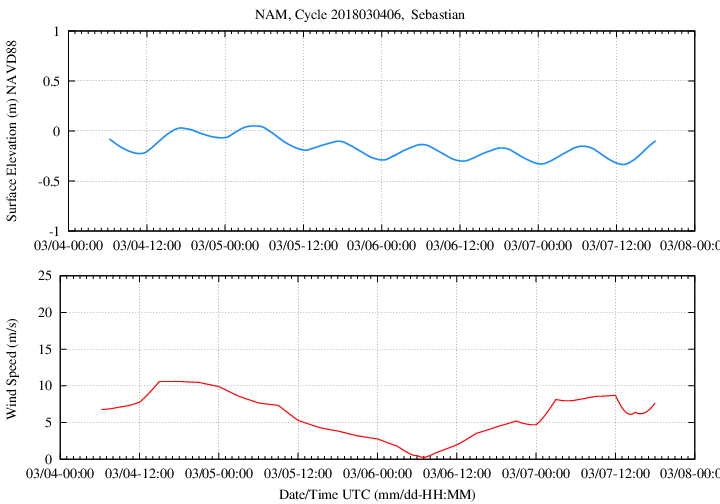 NAM, Cycle 2018030406,  Sebastian
Surface Elevation (m) NAVD88
1
0.5
0
-0.5
-1
03/04-00:00 03/04-12:00 03/05-00:00 03/05-12:00 03/06-00:00 03/06-12:00 03/07-00:00 03/07-12:00 03/08-0
Wind Speed (m/s)
25
20
15
10
5
0
03/04-00:00 03/04-12:00 03/05-00:00 03/05-12:00 03/06-00:00 03/06-12:00 03/07-00:00 03/07-12:00 03/08-0
Date/Time UTC (mm/dd-HH:MM)